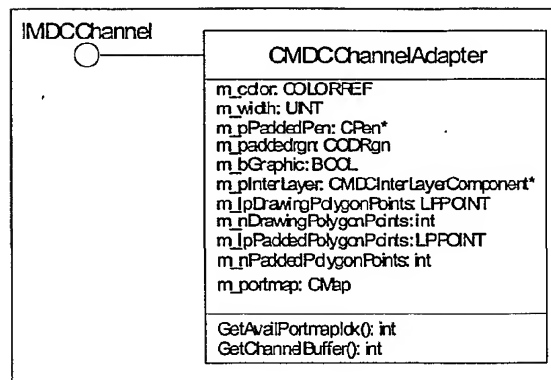 IMDCChannel
CMDCChannelAdapter
m_color: COLORREF
m_width: UINT
m_pPaddedPen: CPen*
m_paddedrgn: CODRgn
m_bGraphic: BOOL
m_pInterLayer: CMDCInterLayerComponent*
m_lpDrawingPolygonPoints: LPPOINT
m_nDrawingPolygonPoints: int
m_lpPaddedPolygonPoints: LPPOINT
m_nPaddedPolygonPoints: int
m_portmap: CMap
GetAvailPortmapIdx(): int
GetChannelBuffer(): int